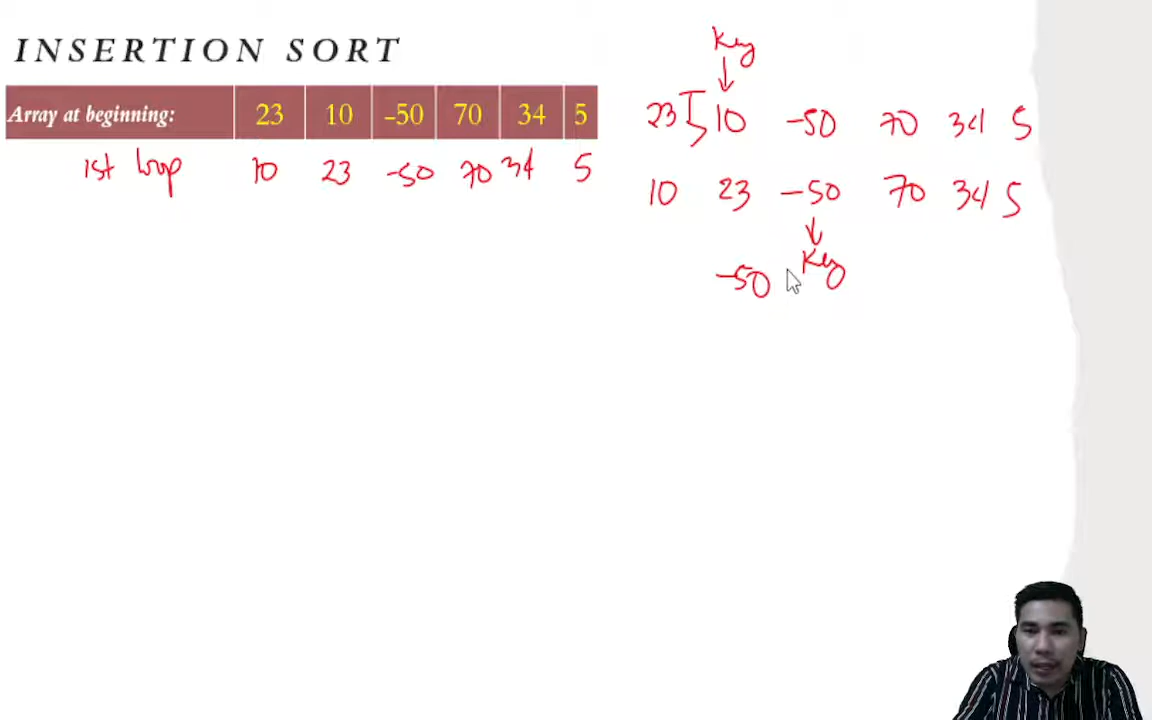 INSERTION SORT
Array at beginning: 23 10 -50 70 34 5
1st loop 10 23 -50 70 34 5
Key
23 10 -50 70 34 5
10 23 -50 70 34 5
Key
-50